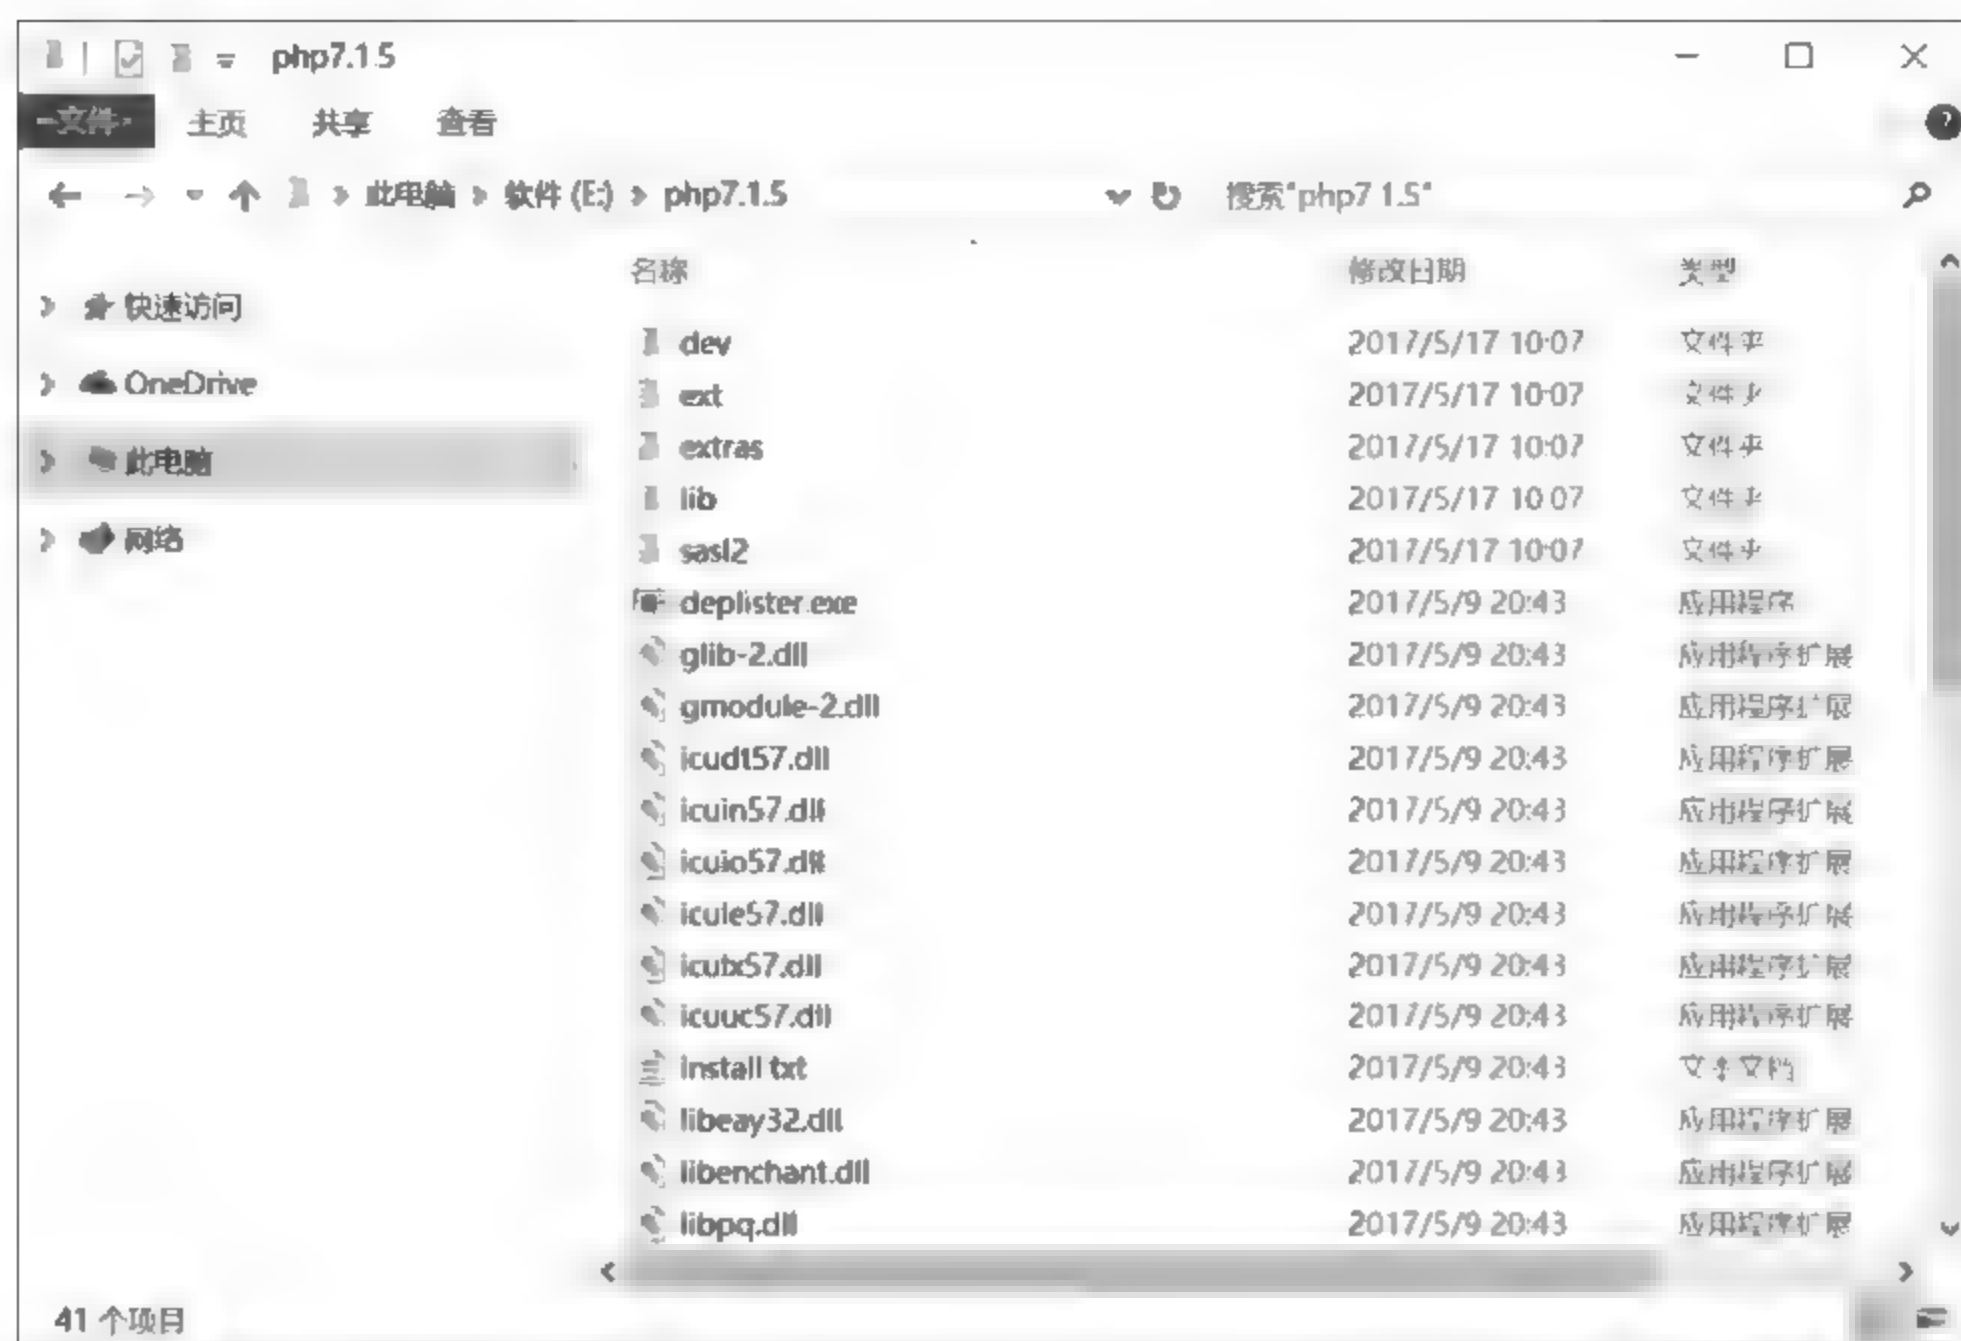 php7.1.5
文件 主页 共享 查看
此电脑 > 软件 (E:) > php7.1.5 搜索"php7.1.5"
名称 修改日期 类型
快速访问
OneDrive
此电脑
网络
dev 2017/5/17 10:07 文件夹
ext 2017/5/17 10:07 文件夹
extras 2017/5/17 10:07 文件夹
lib 2017/5/17 10:07 文件夹
sasl2 2017/5/17 10:07 文件夹
deplister.exe 2017/5/9 20:43 应用程序
glib-2.dll 2017/5/9 20:43 应用程序扩展
gmodule-2.dll 2017/5/9 20:43 应用程序扩展
icudt57.dll 2017/5/9 20:43 应用程序扩展
icuin57.dll 2017/5/9 20:43 应用程序扩展
icuio57.dll 2017/5/9 20:43 应用程序扩展
icule57.dll 2017/5/9 20:43 应用程序扩展
iculx57.dll 2017/5/9 20:43 应用程序扩展
icuuc57.dll 2017/5/9 20:43 应用程序扩展
install.txt 2017/5/9 20:43 文本文档
libeay32.dll 2017/5/9 20:43 应用程序扩展
libenchant.dll 2017/5/9 20:43 应用程序扩展
libpq.dll 2017/5/9 20:43 应用程序扩展
41 个项目